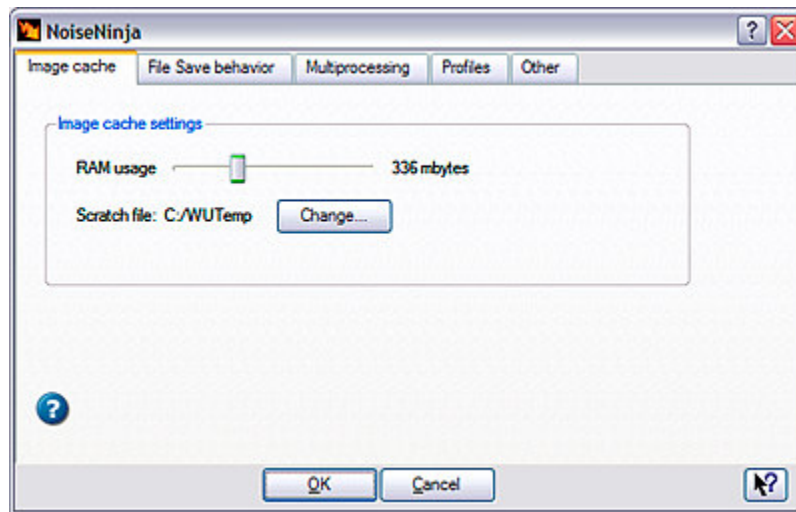 NoiseNinja ?
Image cache File Save behavior Multiprocessing Profiles Other
Image cache settings
RAM usage 336 mbytes
Scratch file: C:/WUTemp Change...
?
OK Cancel ?